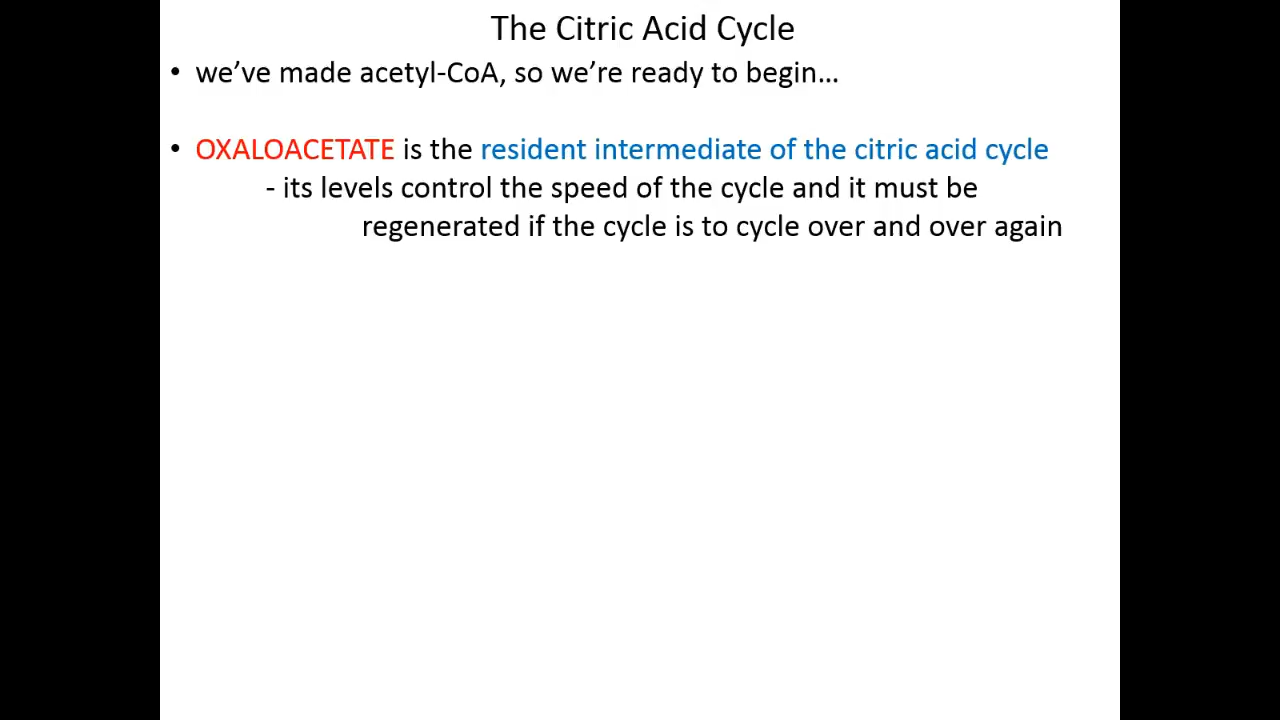 The Citric Acid Cycle
• we’ve made acetyl-CoA, so we’re ready to begin…
• OXALOACETATE is the resident intermediate of the citric acid cycle
- its levels control the speed of the cycle and it must be
regenerated if the cycle is to cycle over and over again